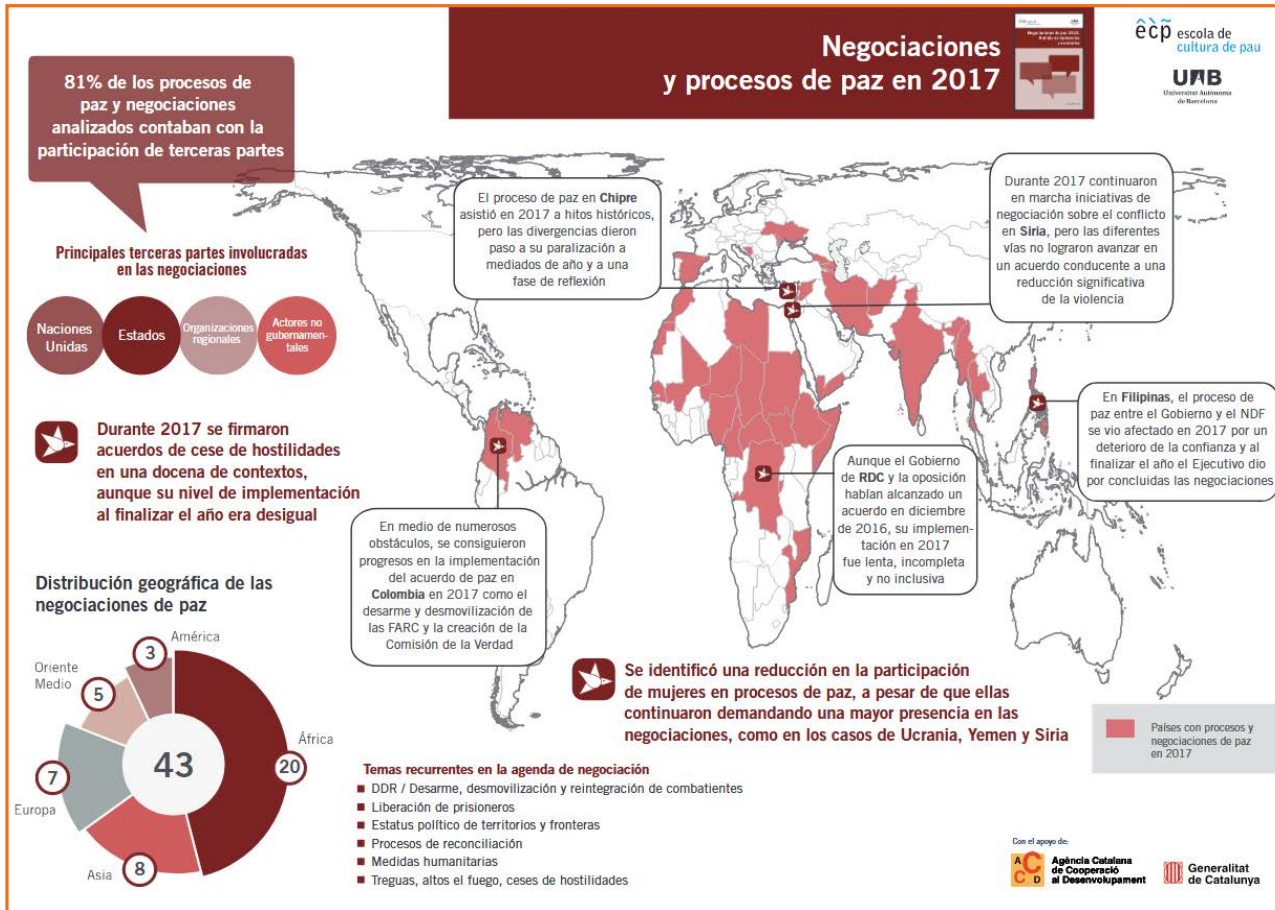 Negociaciones
y procesos de paz en 2017
êcp escola de
cultura de pau
UAB
Universitat Autònoma
de Barcelona
81% de los procesos de
paz y negociaciones
analizados contaban con la
participación de terceras partes
Principales terceras partes involucradas
en las negociaciones
Naciones
Unidas
Estados
Organizaciones
regionales
Actores no
gubernamen-
tales
Durante 2017 se firmaron
acuerdos de cese de hostilidades
en una docena de contextos,
aunque su nivel de implementación
al finalizar el año era desigual
El proceso de paz en Chipre
asistió en 2017 a hitos históricos,
pero las divergencias dieron
paso a su paralización a
mediados de año y a una
fase de reflexión
Durante 2017 continuaron
en marcha iniciativas de
negociación sobre el conflicto
en Siria, pero las diferentes
vías no lograron avanzar en
un acuerdo conducente a una
reducción significativa
de la violencia
En Filipinas, el proceso de
paz entre el Gobierno y el NDF
se vio afectado en 2017 por un
deterioro de la confianza y al
finalizar el año el Ejecutivo dio
por concluidas las negociaciones
Aunque el Gobierno
de RDC y la oposición
habían alcanzado un
acuerdo en diciembre
de 2016, su implemen-
tación en 2017
fue lenta, incompleta
y no inclusiva
En medio de numerosos
obstáculos, se consiguieron
progresos en la implementación
del acuerdo de paz en
Colombia en 2017 como el
desarme y desmovilización de
las FARC y la creación de la
Comisión de la Verdad
Distribución geográfica de las
negociaciones de paz
América
3
Oriente
Medio
5
43
África
20
7
Europa
Asia
8
Se identificó una reducción en la participación
de mujeres en procesos de paz, a pesar de que ellas
continuaron demandando una mayor presencia en las
negociaciones, como en los casos de Ucrania, Yemen y Siria
Países con procesos y
negociaciones de paz
en 2017
Temas recurrentes en la agenda de negociación
DDR / Desarme, desmovilización y reintegración de combatientes
Liberación de prisioneros
Estatus político de territorios y fronteras
Procesos de reconciliación
Medidas humanitarias
Treguas, altos el fuego, ceses de hostilidades
Con el apoyo de:
ACCD
Agència Catalana
de Cooperació
al Desenvolupament
Generalitat
de Catalunya